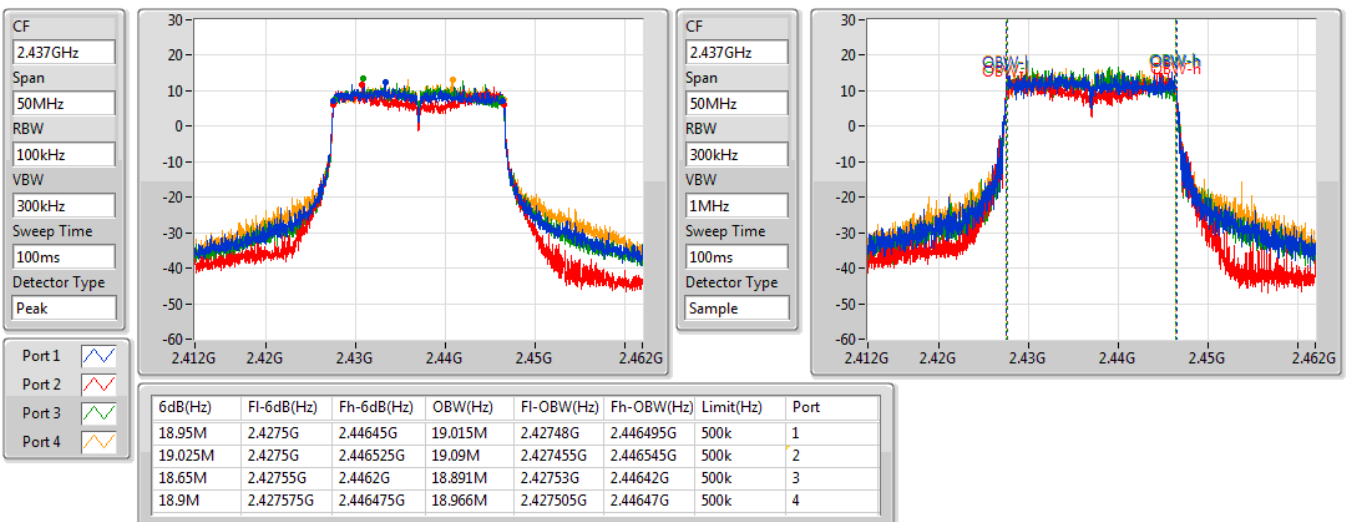 CF
2.437GHz
Span
50MHz
RBW
100kHz
VBW
300kHz
Sweep Time
100ms
Detector Type
Peak
30
20
10
0
-10
-20
-30
-40
-50
-60
2.412G 2.42G 2.43G 2.44G 2.45G 2.462G
CF
2.437GHz
Span
50MHz
RBW
300kHz
VBW
1MHz
Sweep Time
100ms
Detector Type
Sample
30
20
10
0
-10
-20
-30
-40
-50
-60
OBW-l OBW-h
OBW-l OBW-h
2.412G 2.42G 2.43G 2.44G 2.45G 2.462G
Port 1
Port 2
Port 3
Port 4
6dB(Hz) Fl-6dB(Hz) Fh-6dB(Hz) OBW(Hz) Fl-OBW(Hz) Fh-OBW(Hz) Limit(Hz) Port
18.95M 2.4275G 2.44645G 19.015M 2.42748G 2.446495G 500k 1
19.025M 2.4275G 2.446525G 19.09M 2.427455G 2.446545G 500k 2
18.65M 2.42755G 2.4462G 18.891M 2.42753G 2.44642G 500k 3
18.9M 2.427575G 2.446475G 18.966M 2.427505G 2.44647G 500k 4